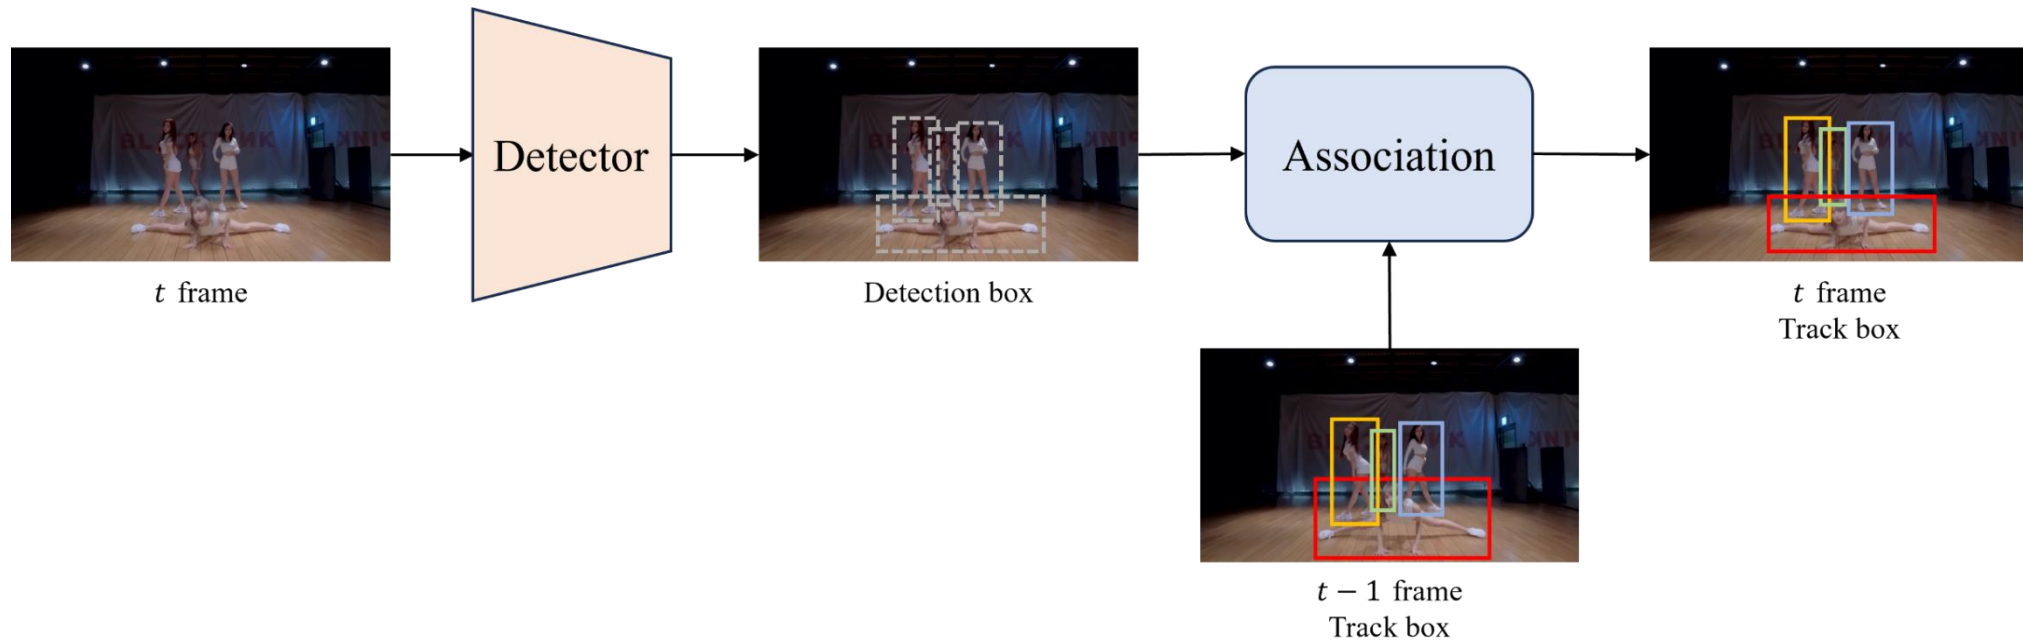 Detector
Association
t frame
Detection box
t frame
Track box
t − 1 frame
Track box